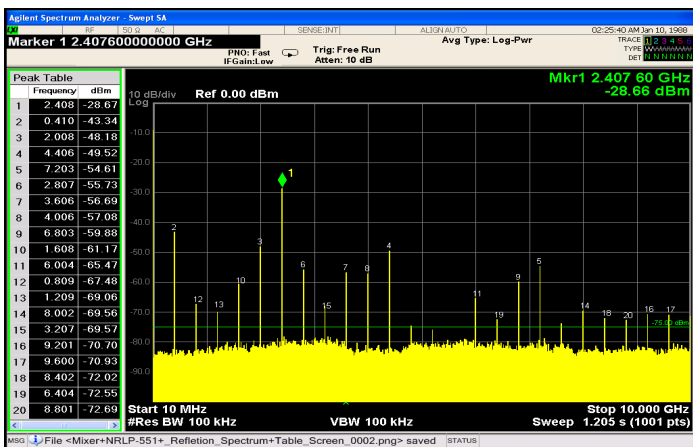 Agilent Spectrum Analyzer - Swept SA
LXI RF 50 Ω AC SENSE:INT ALIGN AUTO 02:25:40 AM Jan 10, 1988
Marker 1 2.407600000000 GHz
PNO: Fast
IFGain:Low
Trig: Free Run
Atten: 10 dB
Avg Type: Log-Pwr
TRACE 1 2 3 4 5 6
TYPE
DET N N N N N N
Peak Table
Frequency dBm
1 2.408 -28.67
2 0.410 -43.34
3 2.008 -48.18
4 4.406 -49.52
5 7.203 -54.61
6 2.807 -55.73
7 3.606 -56.69
8 4.006 -57.08
9 6.803 -59.88
10 1.608 -61.17
11 6.004 -65.47
12 0.809 -67.48
13 1.209 -69.06
14 8.002 -69.56
15 3.207 -69.57
16 9.201 -70.70
17 9.600 -70.93
18 8.402 -72.02
19 6.404 -72.55
20 8.801 -72.69
Mkr1 2.407 60 GHz
-28.66 dBm
10 dB/div Ref 0.00 dBm
Log
-10.0
-30.0
-40.0
-50.0
-60.0
-70.0
-80.0
-90.0
1
2
3
4
5
6
7
8
9
10
11
12
13
14
15
16
17
18
19
20
-75.00 dBm
Start 10 MHz
Stop 10.000 GHz
#Res BW 100 kHz
VBW 100 kHz
Sweep 1.205 s (1001 pts)
MSG File <Mixer+NRLP-551+_Refletion_Spectrum+Table_Screen_0002.png> saved STATUS